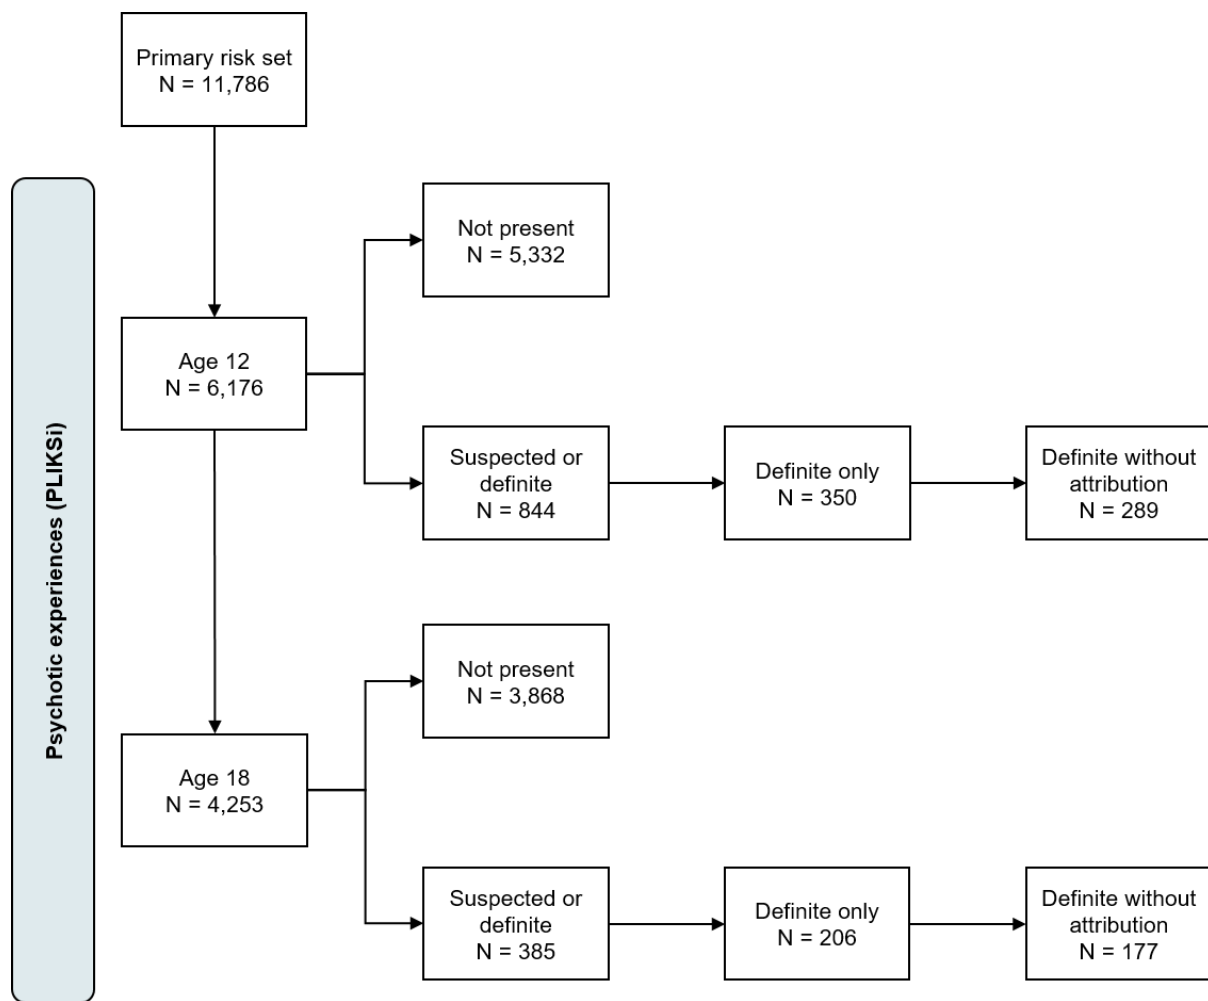 Primary risk set
N = 11,786
Psychotic experiences (PLIKSi)
Not present
N = 5,332
Age 12
N = 6,176
Suspected or
definite
N = 844
Definite only
N = 350
Definite without
attribution
N = 289
Not present
N = 3,868
Age 18
N = 4,253
Suspected or
definite
N = 385
Definite only
N = 206
Definite without
attribution
N = 177